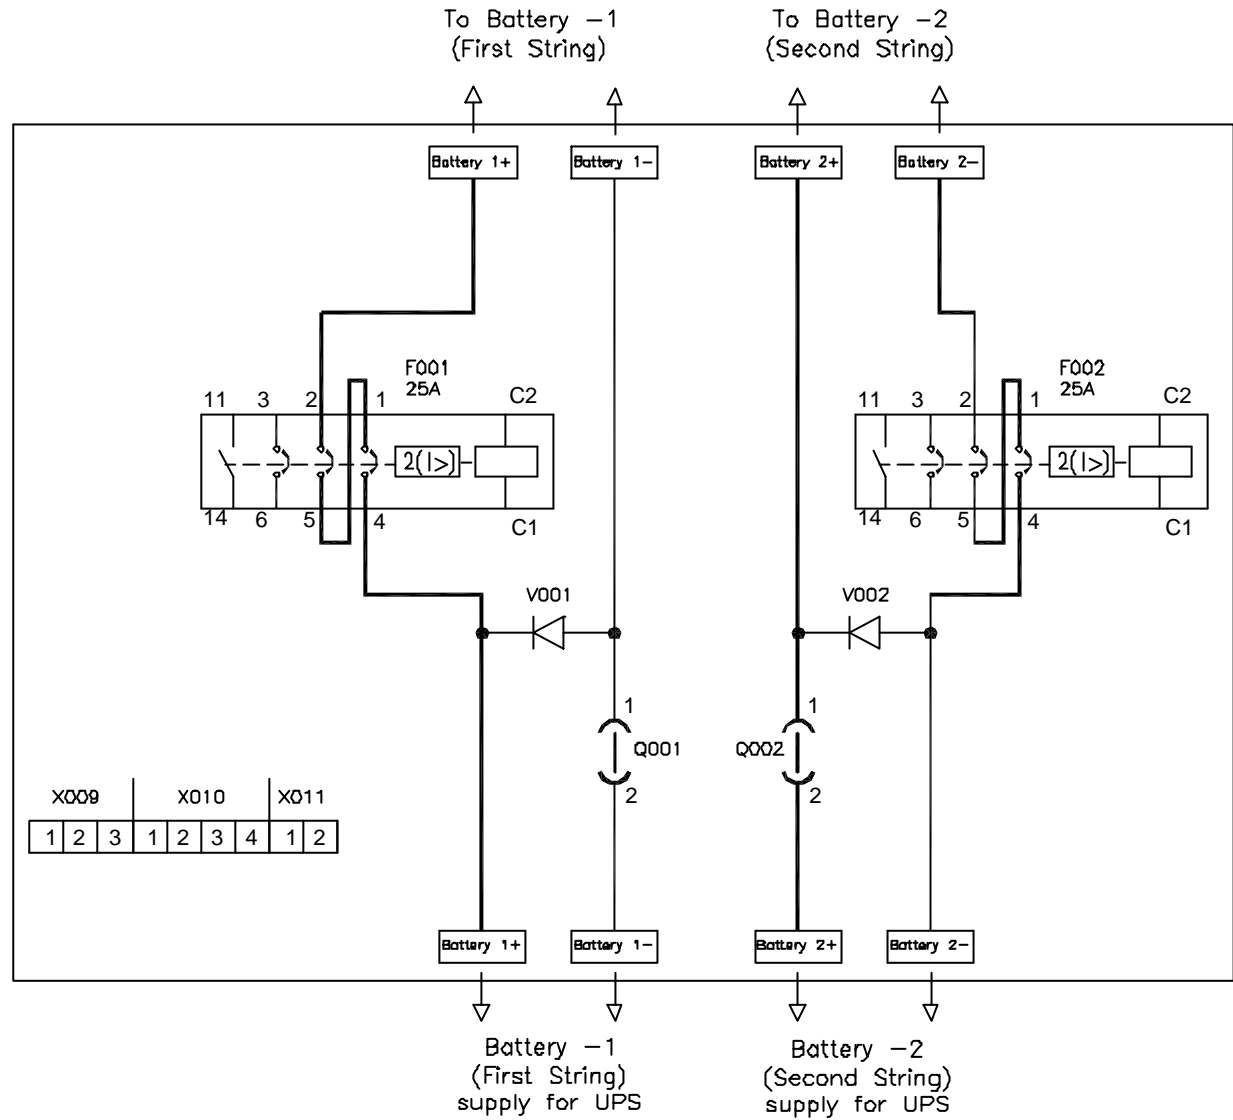 To Battery -1
(First String)
To Battery -2
(Second String)
Battery 1+
Battery 1-
Battery 2+
Battery 2-
F001
25A
F002
25A
11 3 2 1 C2
11 3 2 1 C2
2(I>)
2(I>)
14 6 5 4 C1
14 6 5 4 C1
V001
V002
1
1
Q001
Q002
2
2
X009 X010 X011
1 2 3 1 2 3 4 1 2
Battery 1+
Battery 1-
Battery 2+
Battery 2-
Battery -1
(First String)
supply for UPS
Battery -2
(Second String)
supply for UPS